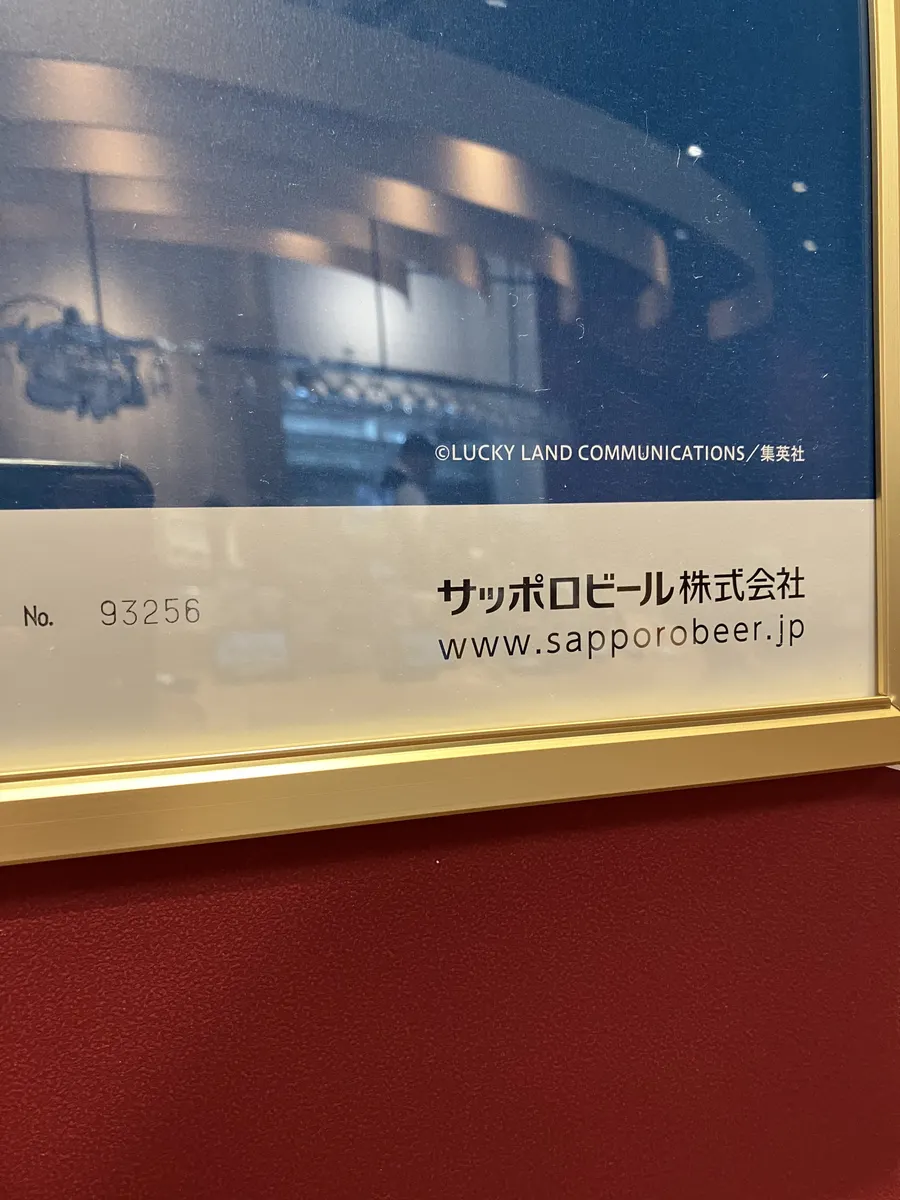 ©LUCKY LAND COMMUNICATIONS／集英社
No. 93256
サッポロビール株式会社
www.sapporobeer.jp